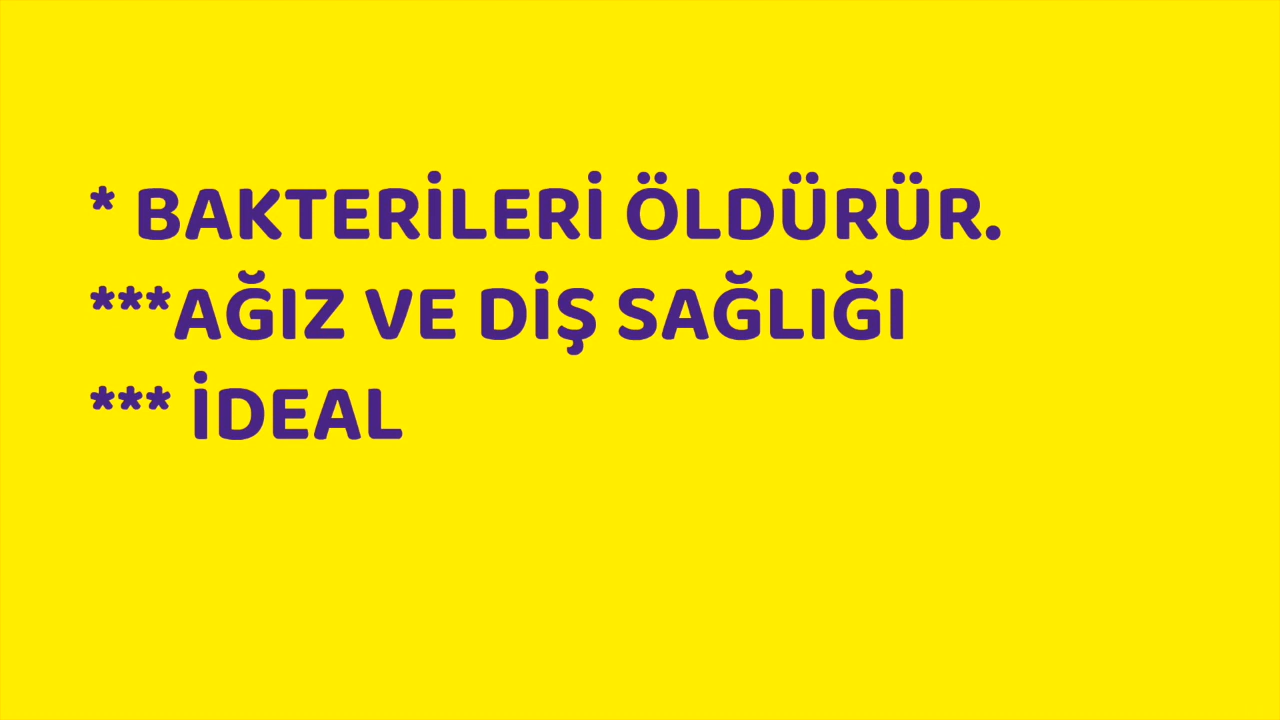 * BAKTERİLERİ ÖLDÜRÜR.
***AĞIZ VE DİŞ SAĞLIĞI
*** İDEAL